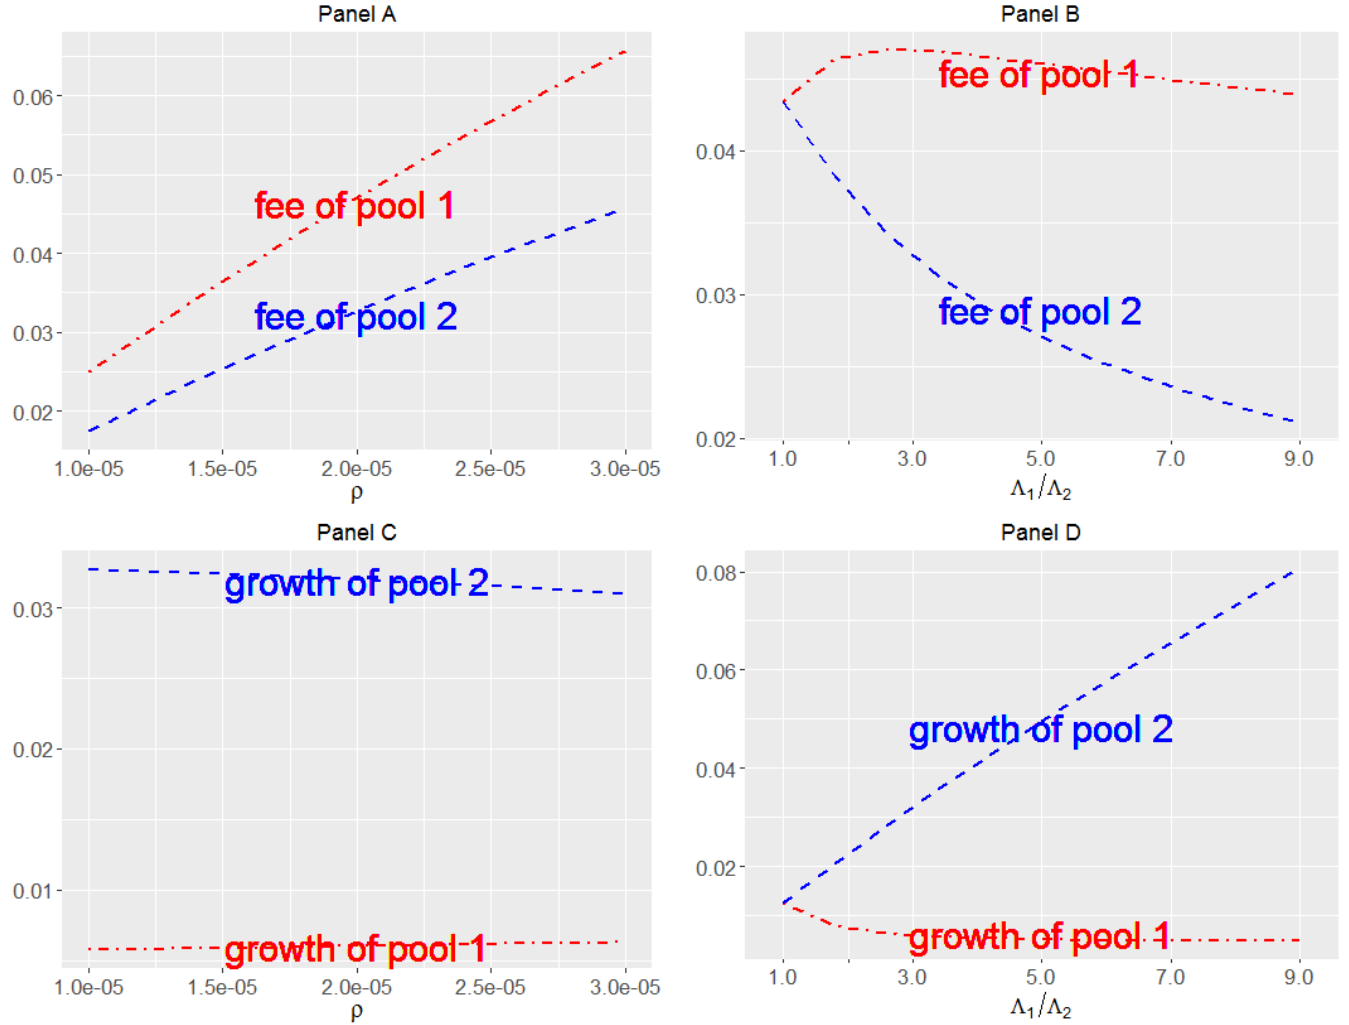 Panel A
0.06
0.05
0.04
0.03
0.02
fee of pool 1
fee of pool 2
1.0e-05 1.5e-05 2.0e-05 2.5e-05 3.0e-05
ρ
Panel B
0.04
0.03
0.02
fee of pool 1
fee of pool 2
1.0 3.0 5.0 7.0 9.0
Λ₁/Λ₂
Panel C
0.03
0.02
0.01
growth of pool 2
growth of pool 1
1.0e-05 1.5e-05 2.0e-05 2.5e-05 3.0e-05
ρ
Panel D
0.08
0.06
0.04
0.02
growth of pool 2
growth of pool 1
1.0 3.0 5.0 7.0 9.0
Λ₁/Λ₂